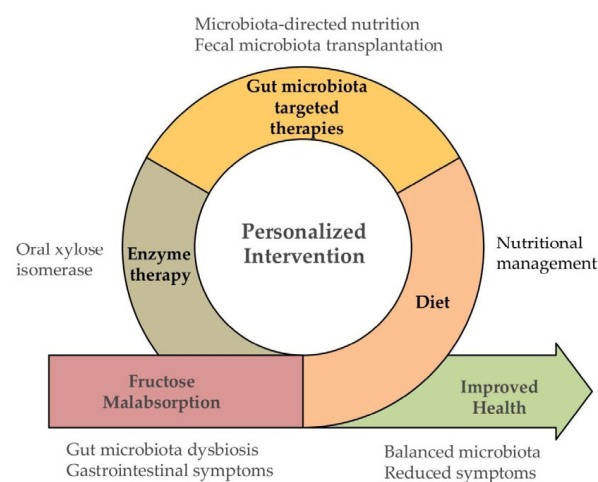 Microbiota-directed nutrition
Fecal microbiota transplantation
Gut microbiota
targeted
therapies
Oral xylose
isomerase
Enzyme
therapy
Personalized
Intervention
Nutritional
management
Diet
Fructose
Malabsorption
Improved
Health
Gut microbiota dysbiosis
Gastrointestinal symptoms
Balanced microbiota
Reduced symptoms